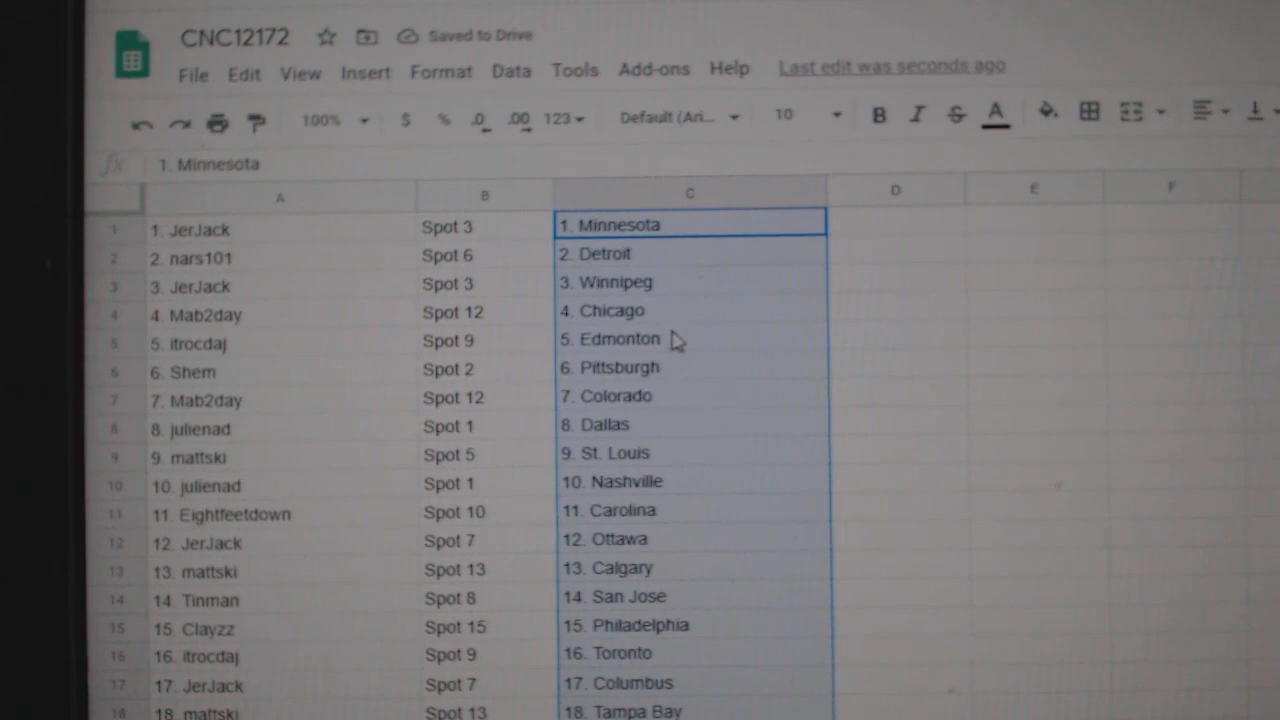 CNC12172 Saved to Drive
File Edit View Insert Format Data Tools Add-ons Help Last edit was seconds ago
100% $ % .0 .00 123 Default (Ari... 10 B I S A
fx 1. Minnesota
A B C D E F
1 1. JerJack Spot 3 1. Minnesota
2 2. nars101 Spot 6 2. Detroit
3 3. JerJack Spot 3 3. Winnipeg
4 4. Mab2day Spot 12 4. Chicago
5 5. itrocdaj Spot 9 5. Edmonton
6 6. Shem Spot 2 6. Pittsburgh
7 7. Mab2day Spot 12 7. Colorado
8 8. julienad Spot 1 8. Dallas
9 9. mattski Spot 5 9. St. Louis
10 10. julienad Spot 1 10. Nashville
11 11. Eightfeetdown Spot 10 11. Carolina
12 12. JerJack Spot 7 12. Ottawa
13 13. mattski Spot 13 13. Calgary
14 14. Tinman Spot 8 14. San Jose
15 15. Clayzz Spot 15 15. Philadelphia
16 16. itrocdaj Spot 9 16. Toronto
17 17. JerJack Spot 7 17. Columbus
18 18. mattski Spot 13 18. Tampa Bay